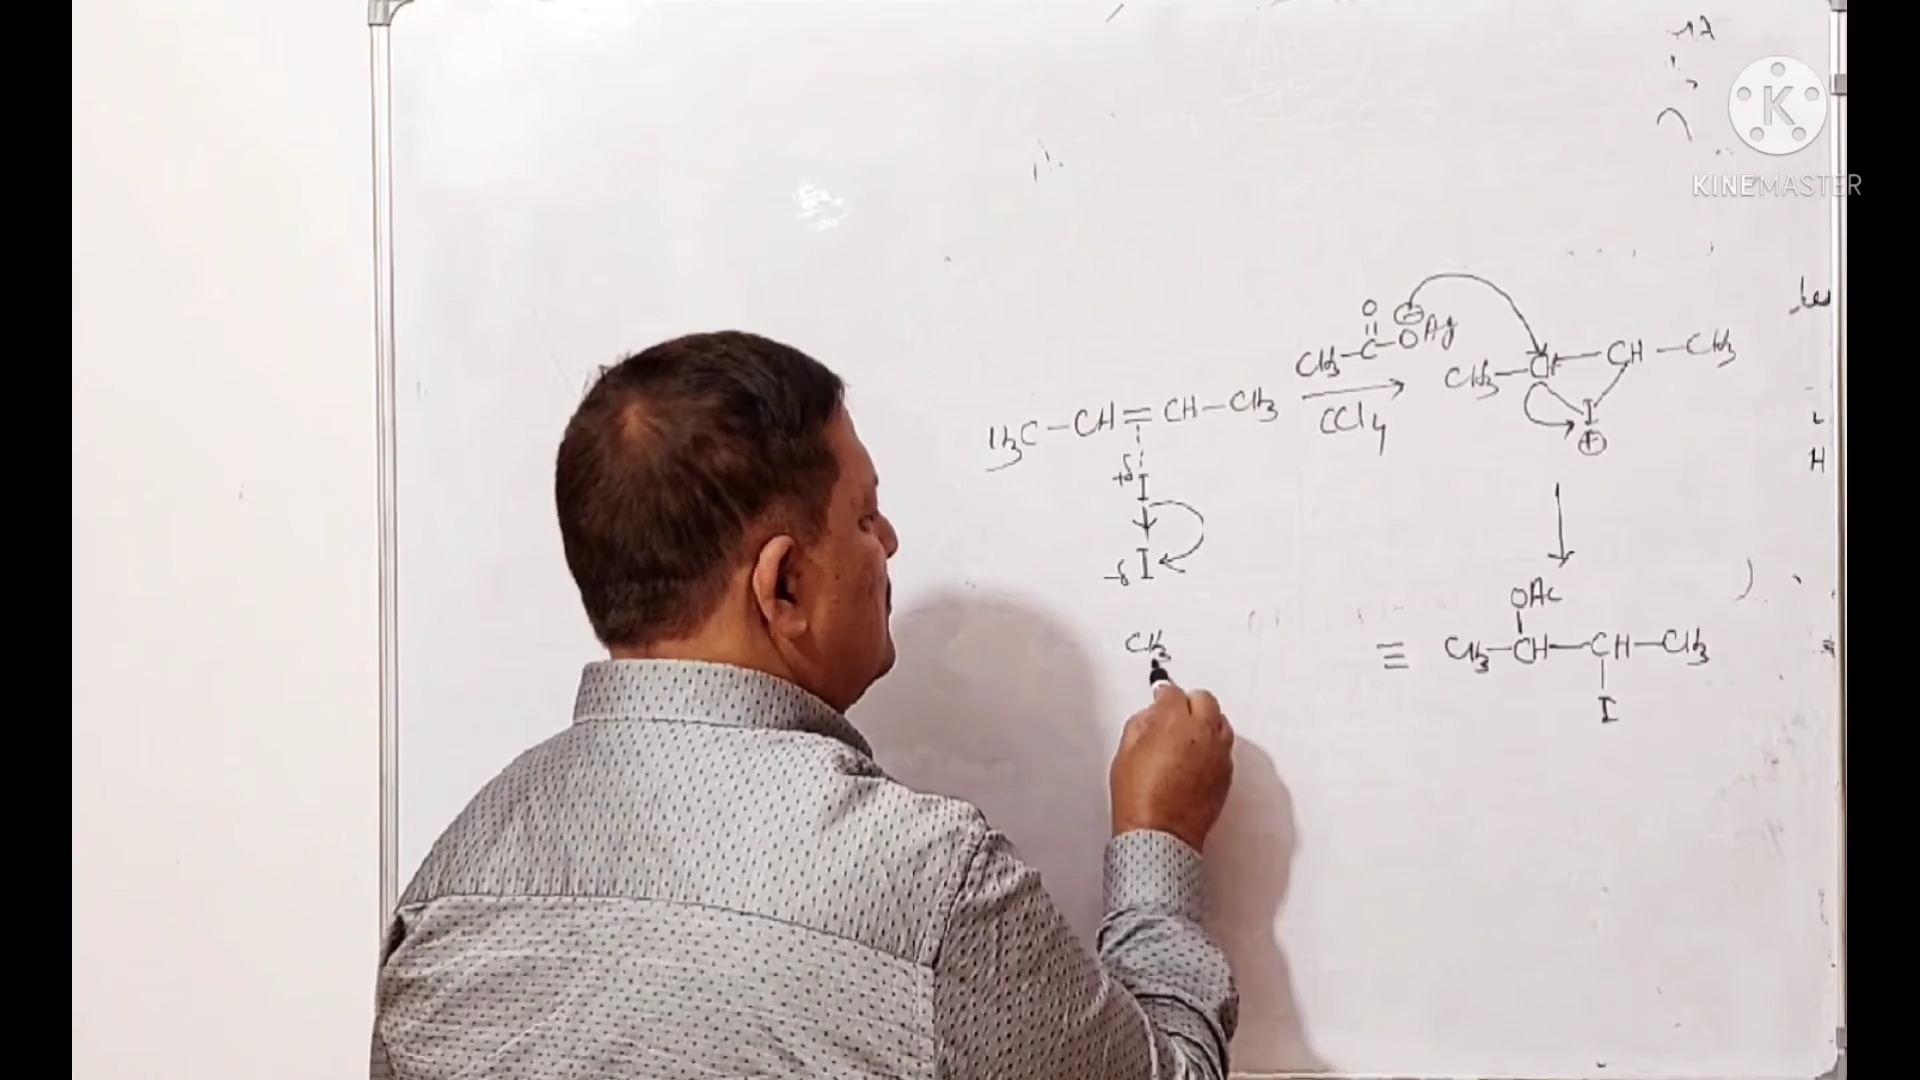 KINEMASTER
O
||
CH3-C-O⊖Ag
H3C-CH=CH-CH3
CCl4
CH3-CH-CH-CH3
I
⊕
+δ
I
-δ I
OAc
CH3
≡ CH3-CH-CH-CH3
I
H